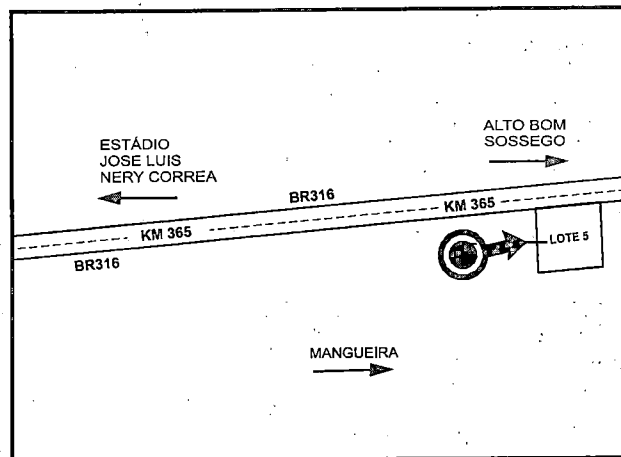 ESTÁDIO
JOSE LUIS
NERY CORREA
ALTO BOM
SOSSEGO
BR316
KM 365
KM 365
BR316
LOTE 5
MANGUEIRA